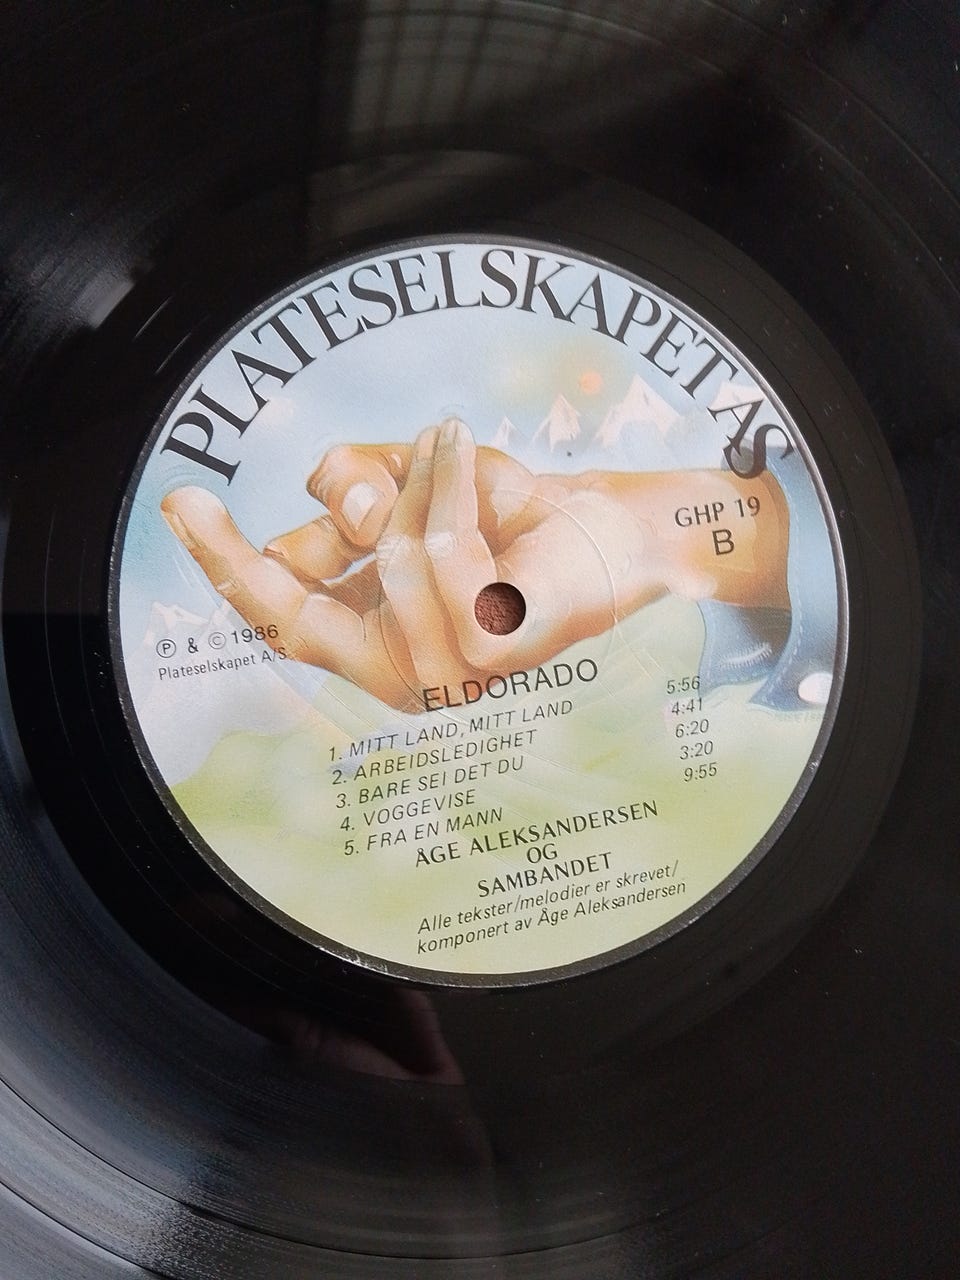 PLATESELSKAPET AS
GHP 19
B
Ⓟ & © 1986
Plateselskapet A/S
ELDORADO
1. MITT LAND, MITT LAND 5:56
2. ARBEIDSLEDIGHET 4:41
3. BARE SEI DET DU 6:20
4. VOGGEVISE 3:20
5. FRA EN MANN 9:55
ÅGE ALEKSANDERSEN
OG
SAMBANDET
Alle tekster/melodier er skrevet/
komponert av Åge Aleksandersen